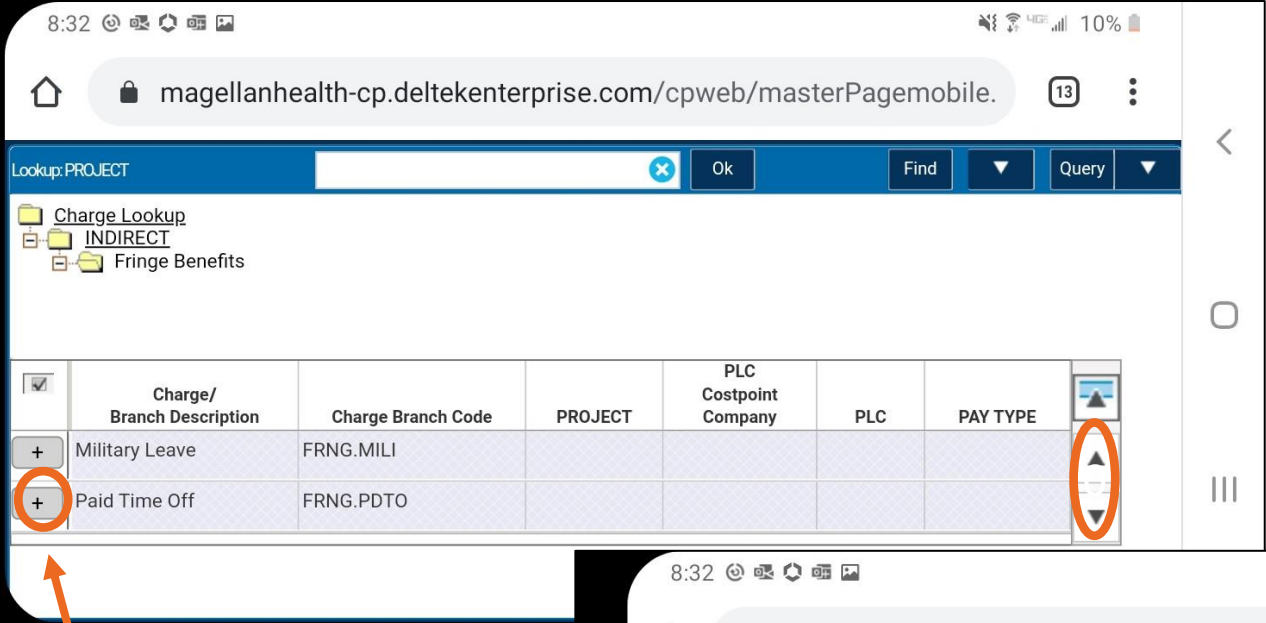 8:32
4GE 10%
magellanhealth-cp.deltekenterprise.com/cpweb/masterPagemobile.
13
Lookup: PROJECT
Ok
Find
Query
Charge Lookup
INDIRECT
Fringe Benefits
Charge/ Branch Description
Charge Branch Code
PROJECT
PLC Costpoint Company
PLC
PAY TYPE
+ Military Leave FRNG.MILI
+ Paid Time Off FRNG.PDTO
8:32